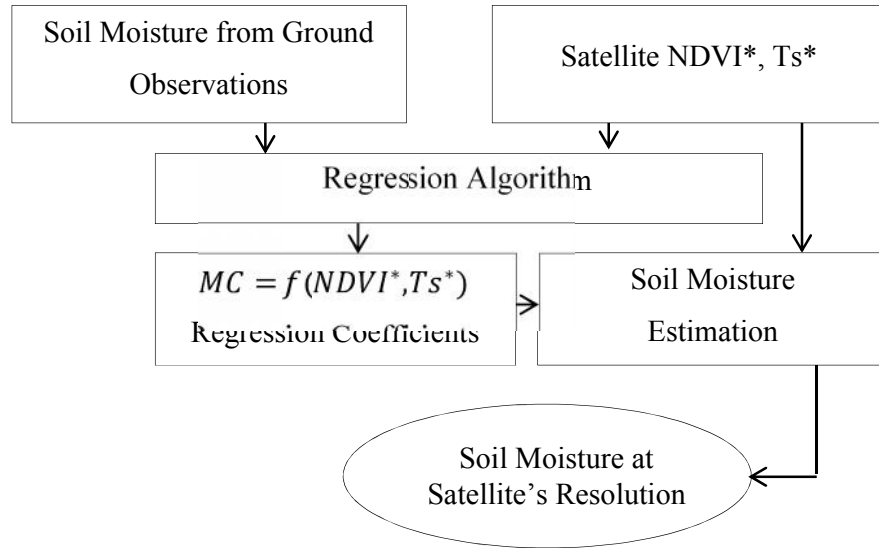 Soil Moisture from Ground
Observations
Satellite NDVI*, Ts*
Regression Algorithm
MC = f(NDVI*,Ts*)
Regression Coefficients
Soil Moisture
Estimation
Soil Moisture at
Satellite's Resolution